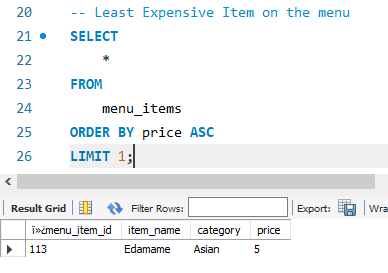 20 -- Least Expensive Item on the menu
21 SELECT
22 *
23 FROM
24 menu_items
25 ORDER BY price ASC
26 LIMIT 1;
Result Grid Filter Rows: Export: Wra
ï»¿menu_item_id item_name category price
113 Edamame Asian 5